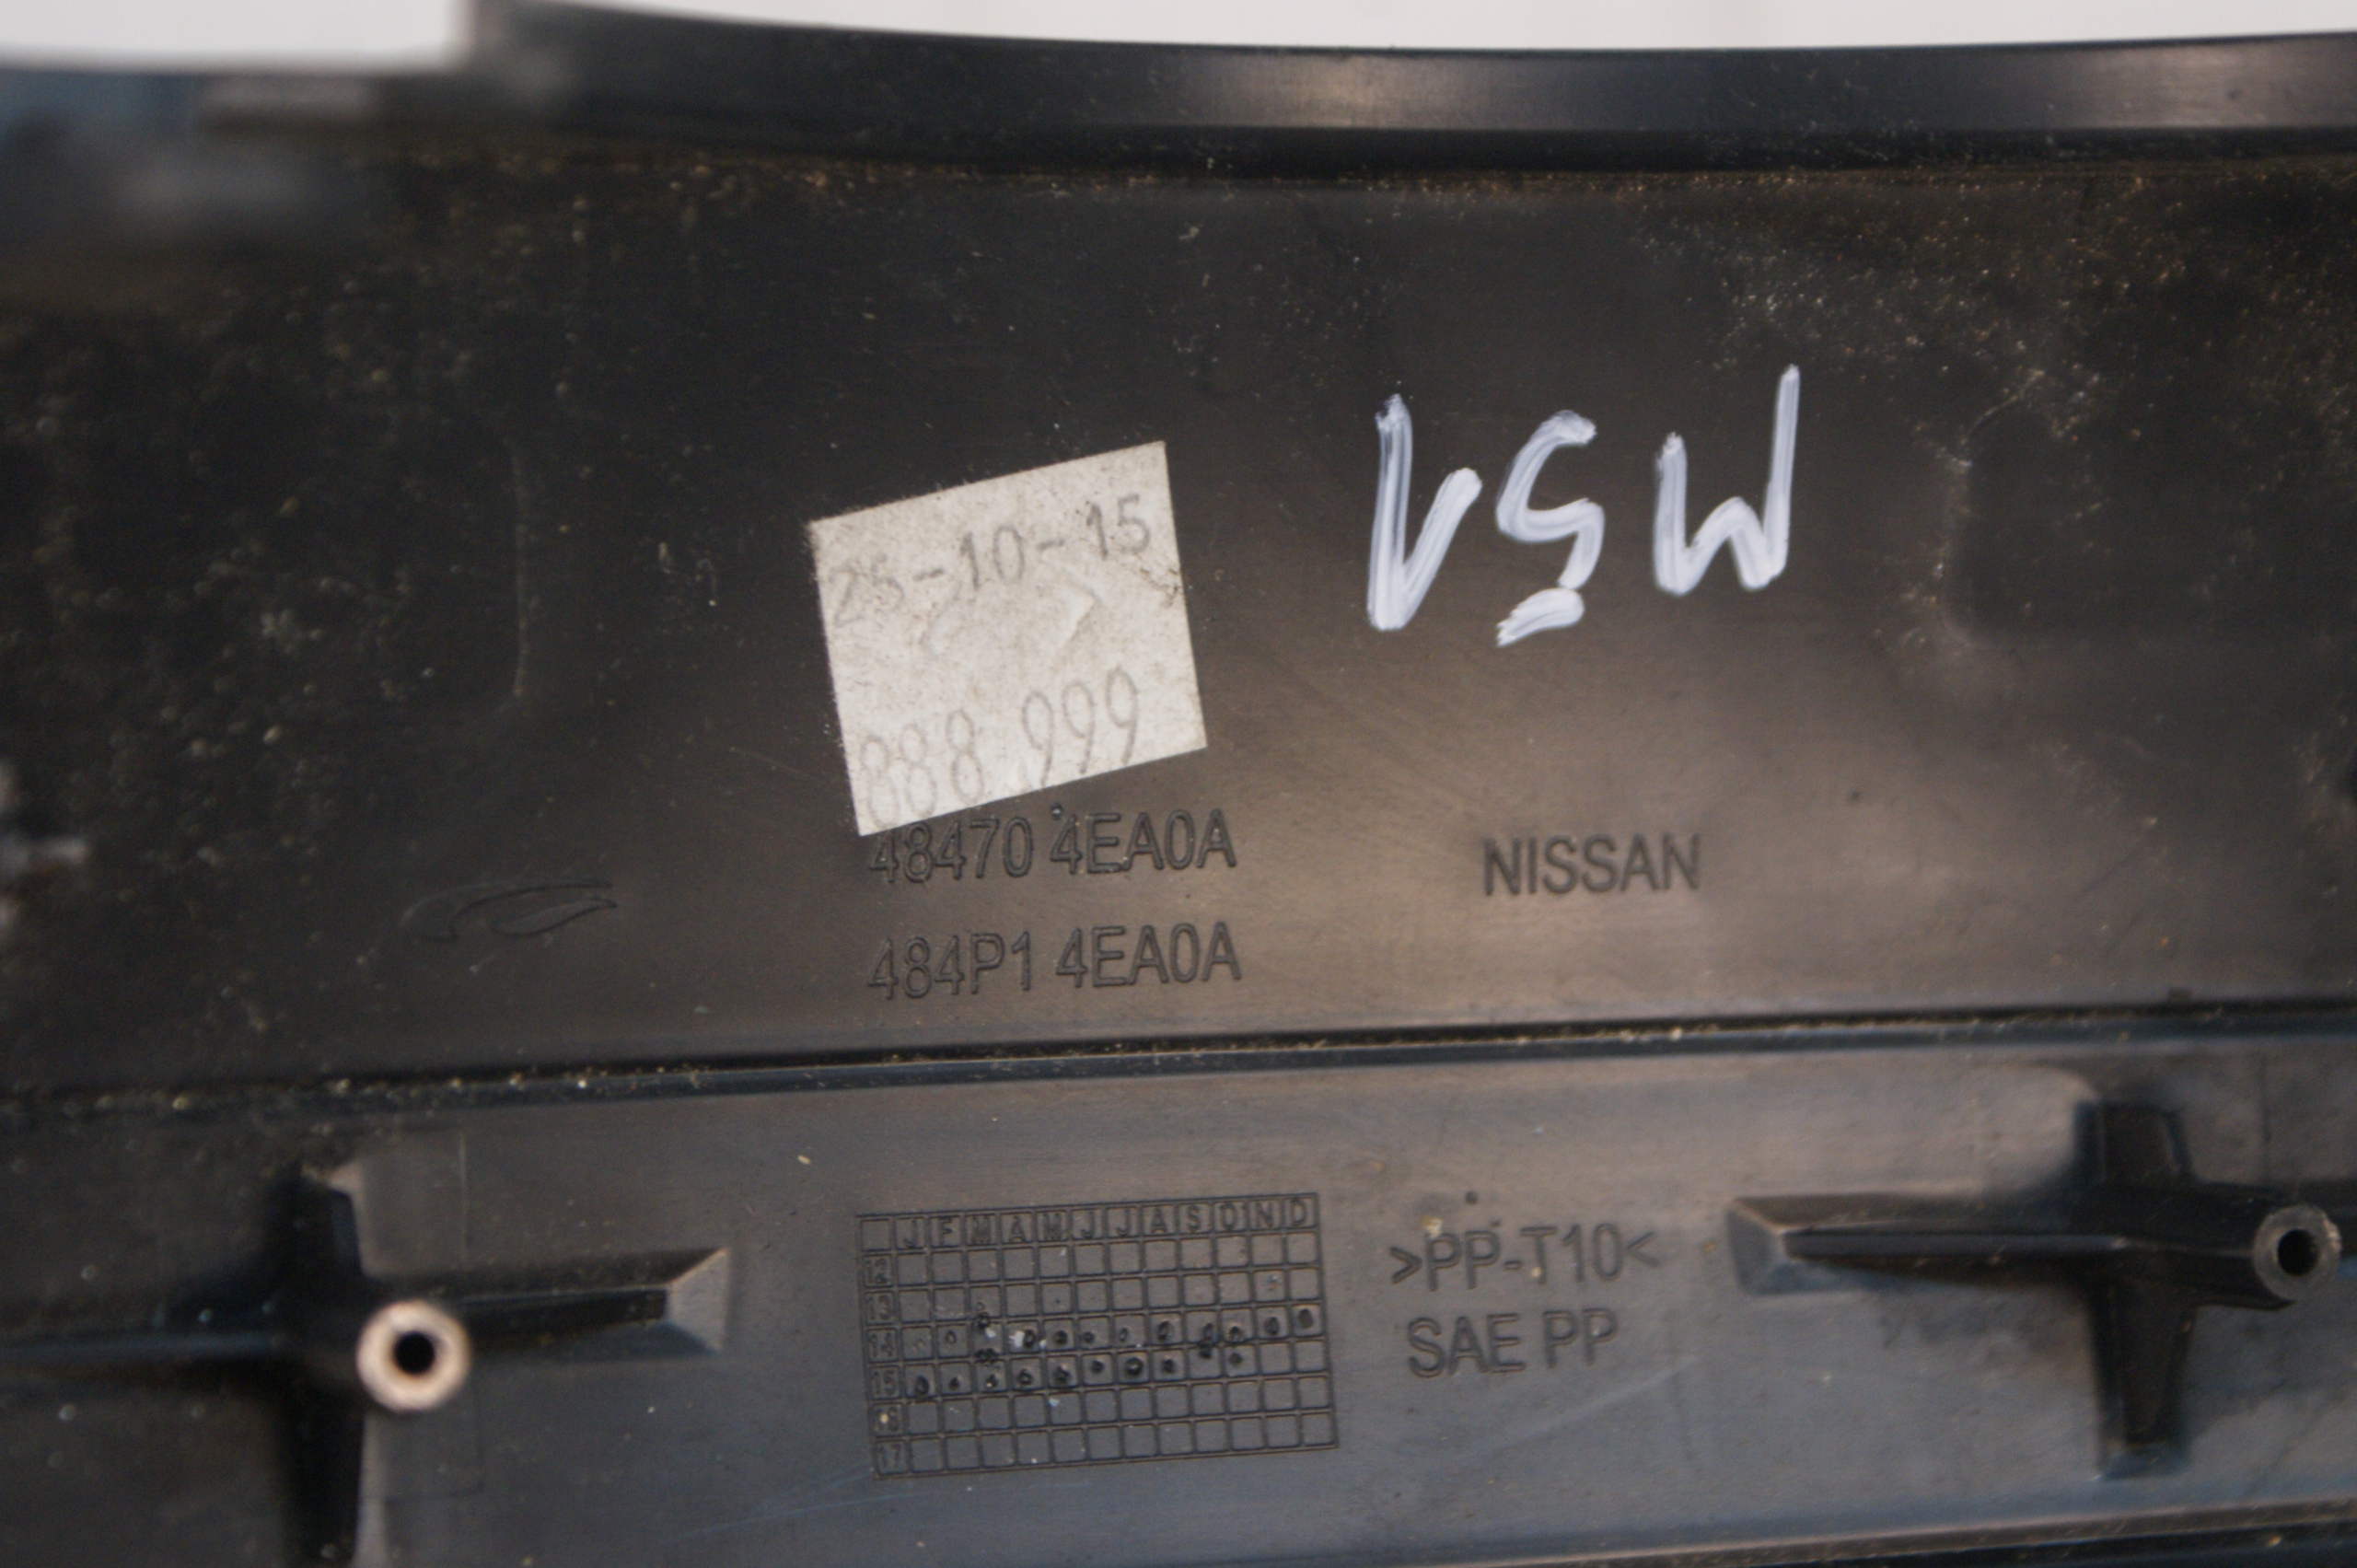 M51
25-10-15
888 999
48470 4EA0A
NISSAN
484P1 4EA0A
J F M A M J J A S O N D
12
13
14
15
16
17
>PP-T10<
SAE PP